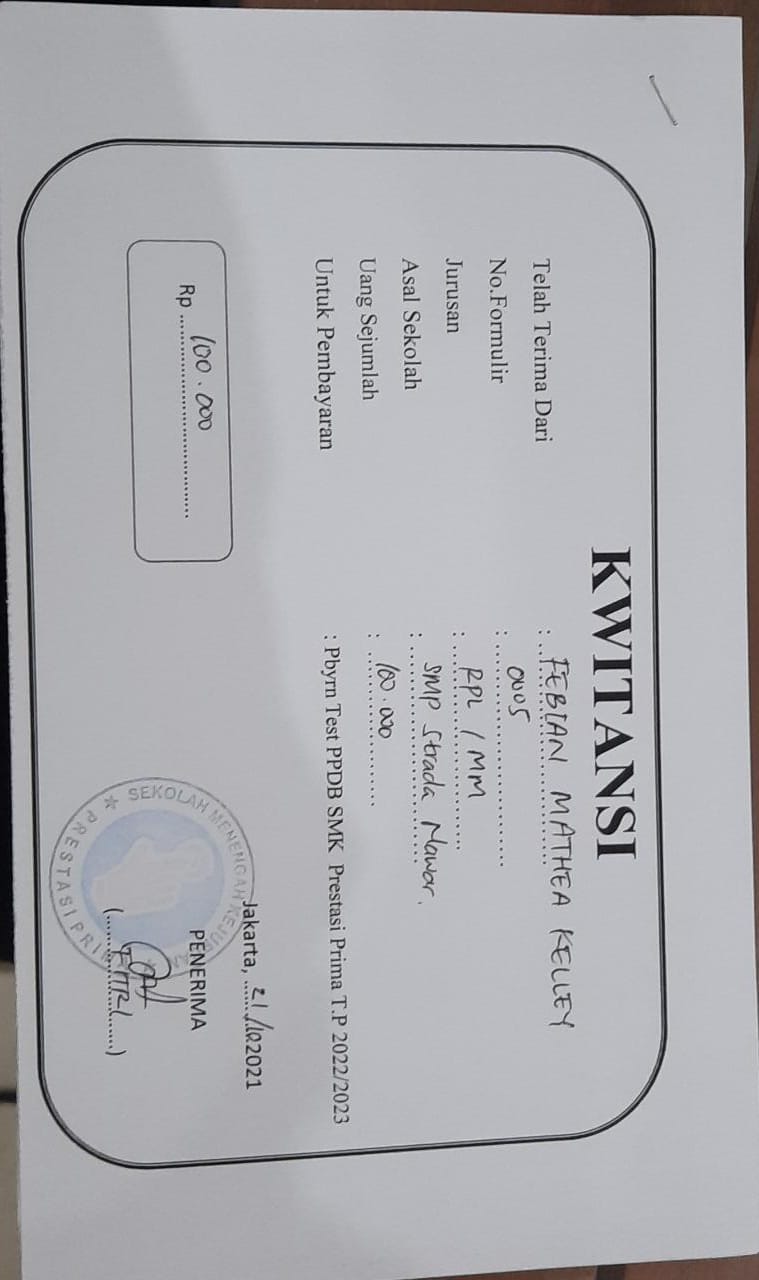 KWITANSI
Telah Terima Dari : FEBIAN MATHEA KELLEY
No.Formulir : 0005
Jurusan : RPL / MM
Asal Sekolah : SMP Strada Mawar.
Uang Sejumlah : 100.000
Untuk Pembayaran : Pbyrn Test PPDB SMK Prestasi Prima T.P 2022/2023
Jakarta, 21/10 2021
Rp 100.000
PENERIMA
SEKOLAH MENENGAH KEJURUAN
PRESTASI PRIMA
(FITRI)